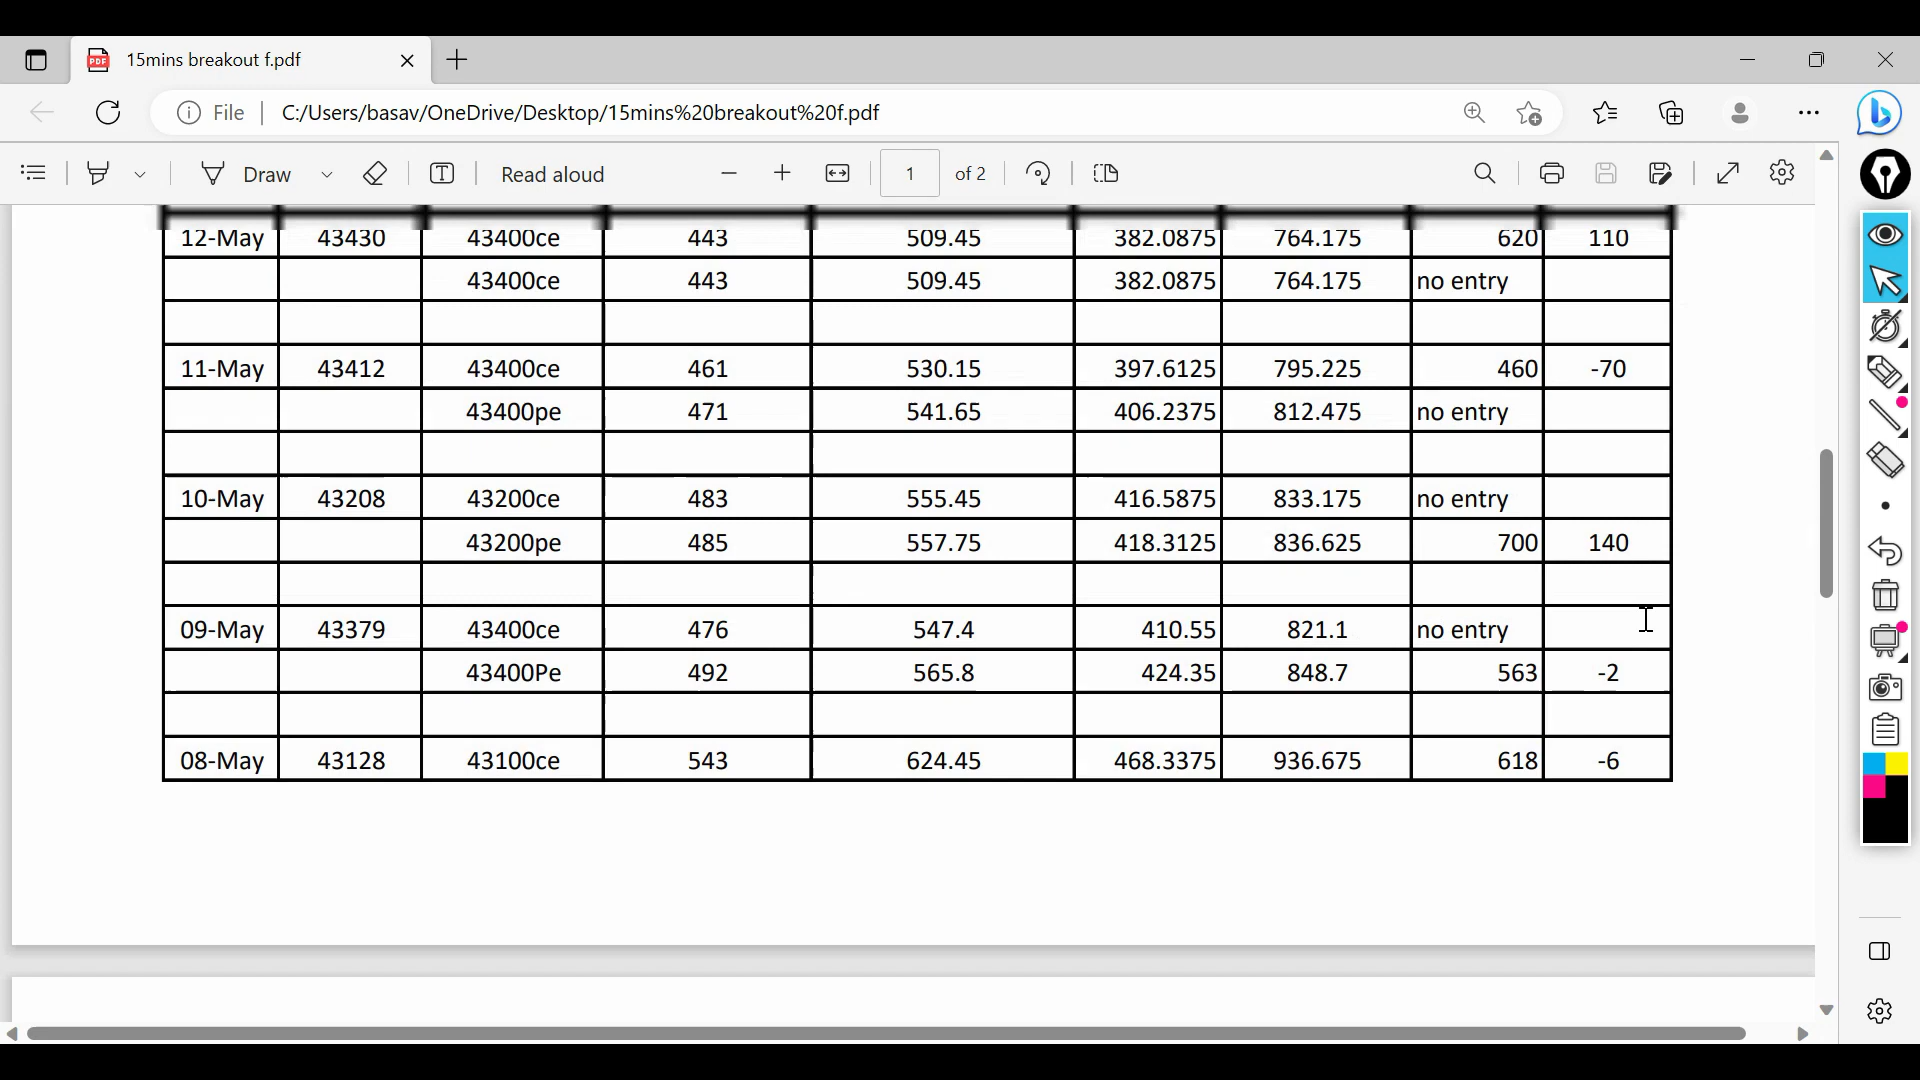 15mins breakout f.pdf
File C:/Users/basav/OneDrive/Desktop/15mins%20breakout%20f.pdf
Draw Read aloud 1 of 2
12-May 43430 43400ce 443 509.45 382.0875 764.175 620 110
43400ce 443 509.45 382.0875 764.175 no entry
11-May 43412 43400ce 461 530.15 397.6125 795.225 460 -70
43400pe 471 541.65 406.2375 812.475 no entry
10-May 43208 43200ce 483 555.45 416.5875 833.175 no entry
43200pe 485 557.75 418.3125 836.625 700 140
09-May 43379 43400ce 476 547.4 410.55 821.1 no entry
43400Pe 492 565.8 424.35 848.7 563 -2
08-May 43128 43100ce 543 624.45 468.3375 936.675 618 -6